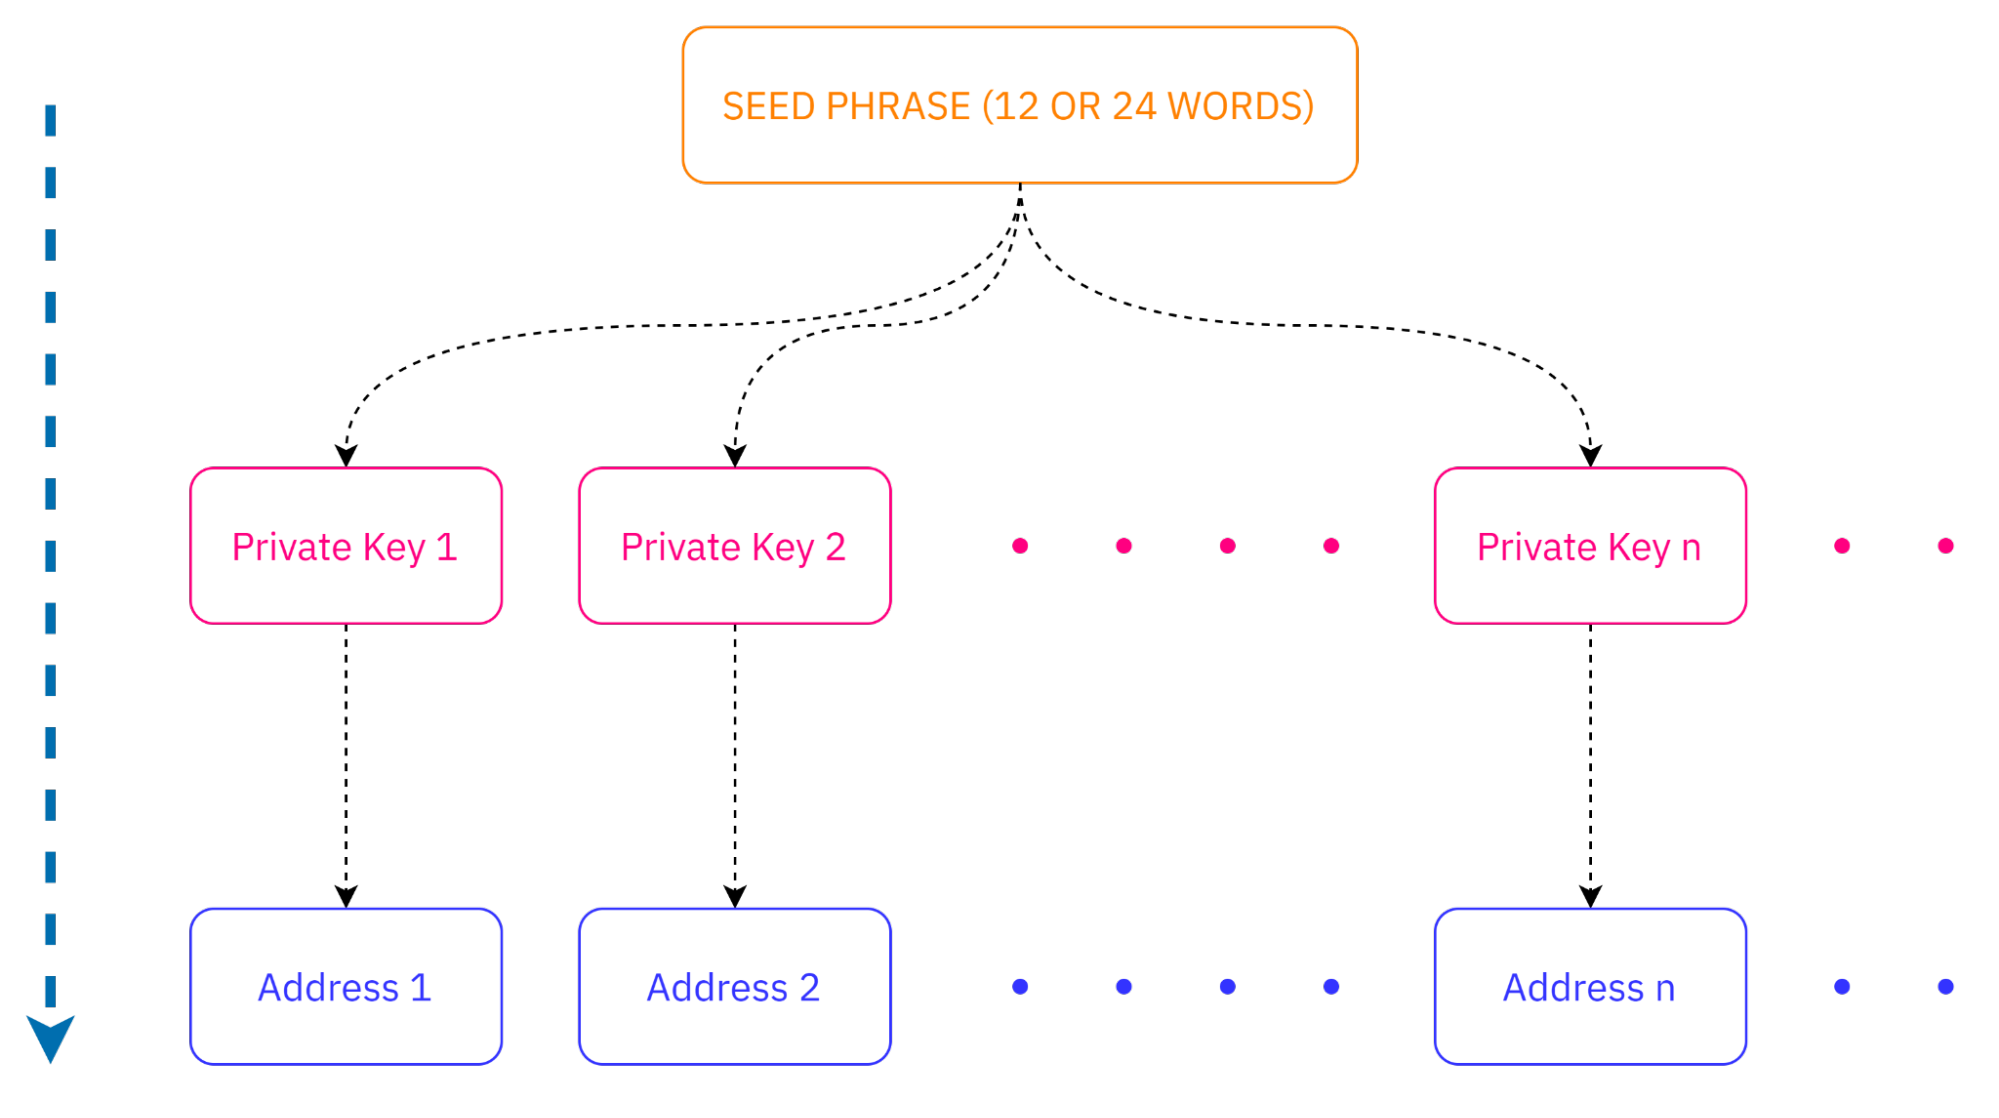 SEED PHRASE (12 OR 24 WORDS)
Private Key 1
Private Key 2
Private Key n
Address 1
Address 2
Address n